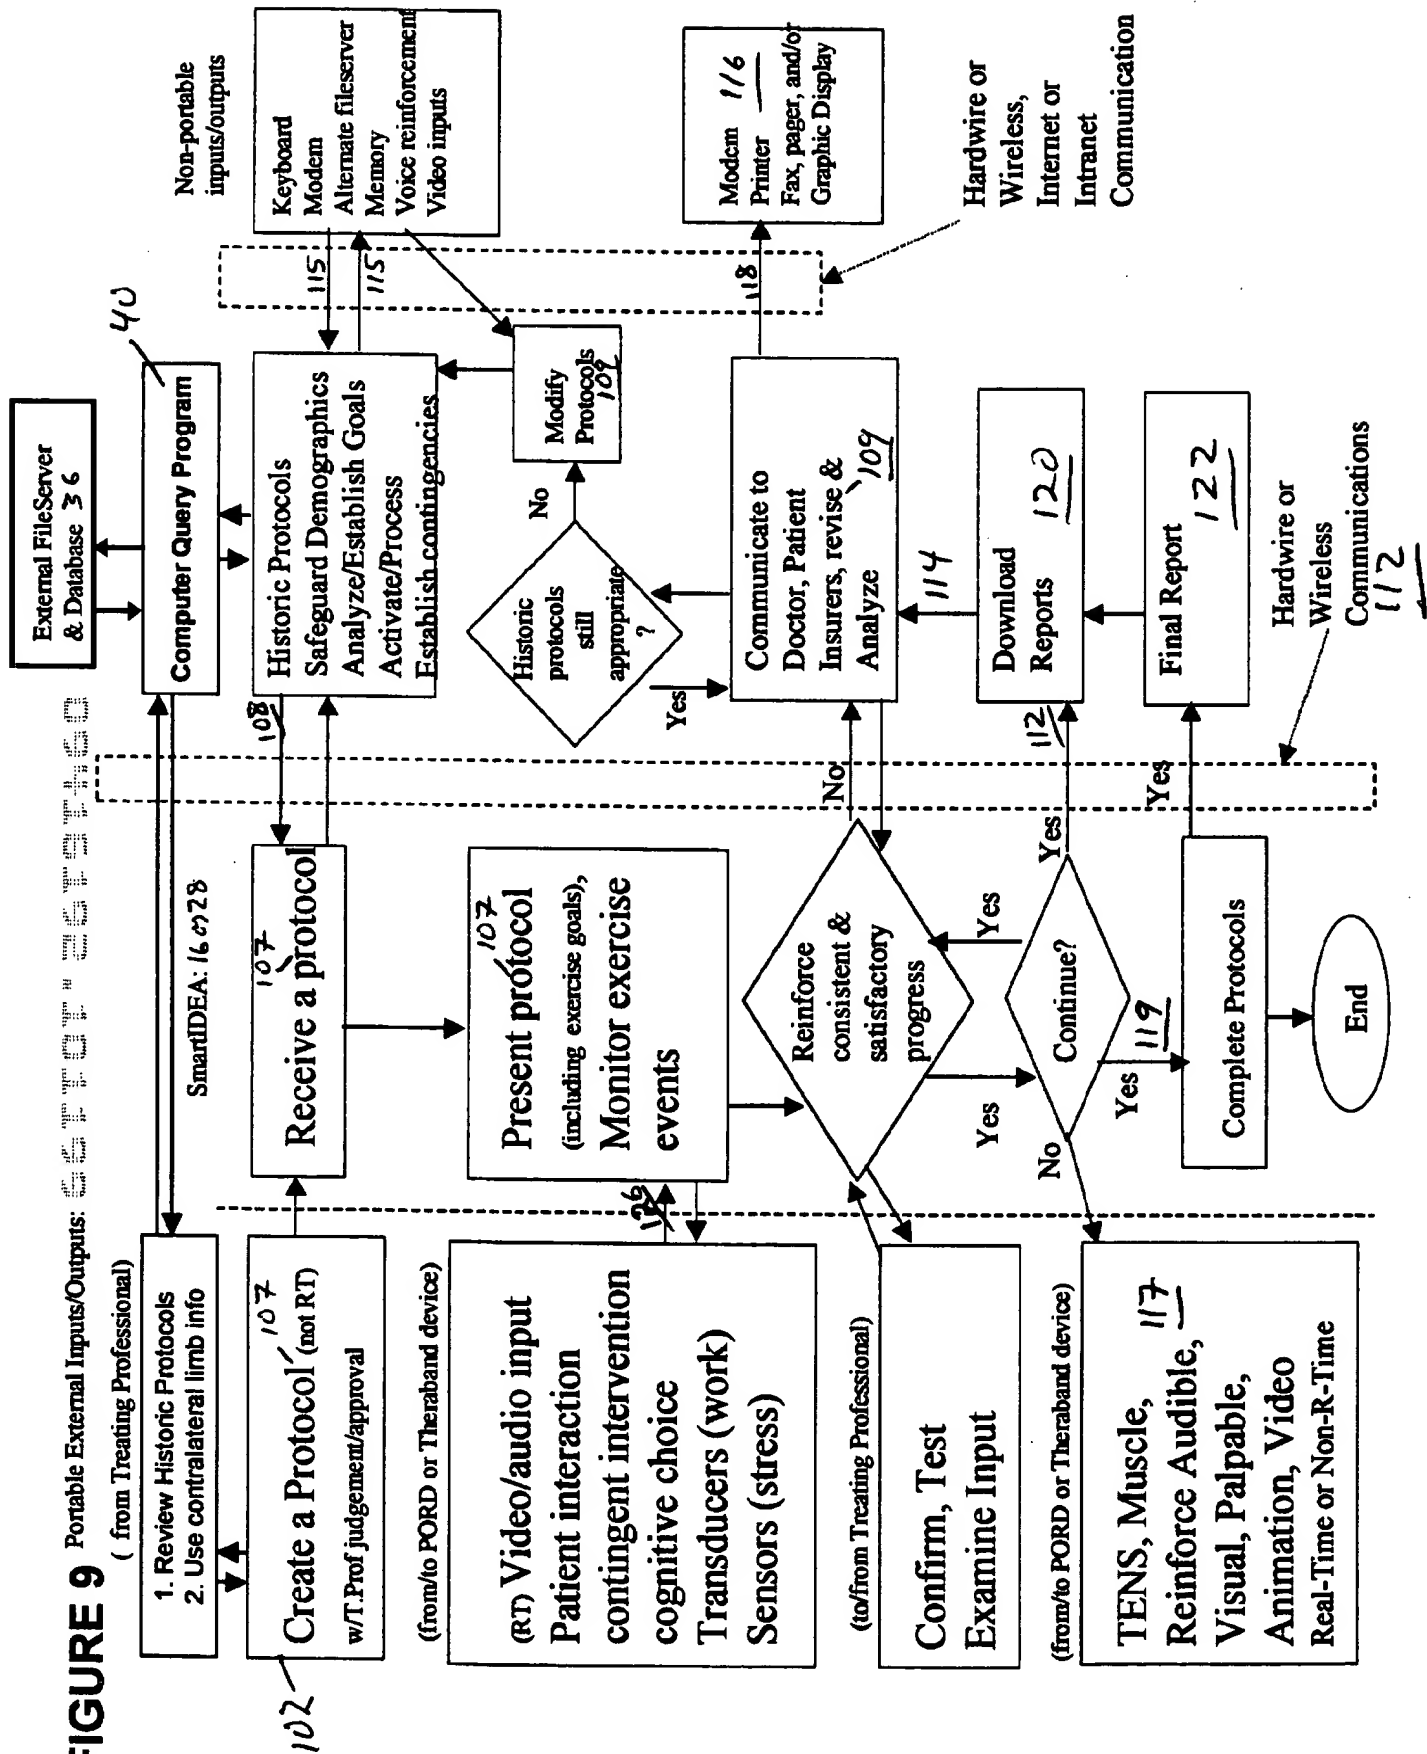 FIGURE 9
Portable External Inputs/Outputs:
( from Treating Professional)
1. Review Historic Protocols
2. Use contralateral limb info
102
107
Create a Protocol (not RT)
w/T.Prof judgement/approval
(from/to PORD or Theraband device)
(RT) Video/audio input
Patient interaction
contingent intervention
cognitive choice
Transducers (work)
Sensors (stress)
126
(to/from Treating Professional)
Confirm, Test
Examine Input
(from/to PORD or Theraband device)
TENS, Muscle,
Reinforce Audible, 117
Visual, Palpable,
Animation, Video
Real-Time or Non-R-Time
SmartIDEA: 16 or 28
107
Receive a protocol
107
Present protocol
(including exercise goals),
Monitor exercise
events
Reinforce
consistent &
satisfactory
progress
No
Yes
Yes
Continue?
No
Yes
119
Yes
Complete Protocols
Yes
End
External FileServer
& Database 36
Computer Query Program
40
108
Historic Protocols
Safeguard Demographics
Analyze/Establish Goals
Activate/Process
Establish contingencies
Historic
protocols
still
appropriate
?
No
Yes
Modify
Protocols
109
Communicate to
Doctor, Patient
Insurers, revise & 109
Analyze
114
112
Download
Reports 120
Final Report
122
Hardwire or
Wireless
Communications
112
Non-portable
inputs/outputs
Keyboard
Modem
Alternate fileserver
Memory
Voice reinforcement
Video inputs
115
115
118
Modcm 116
Printer
Fax, pager, and/or
Graphic Display
Hardwire or
Wireless,
Internet or
Intranet
Communication